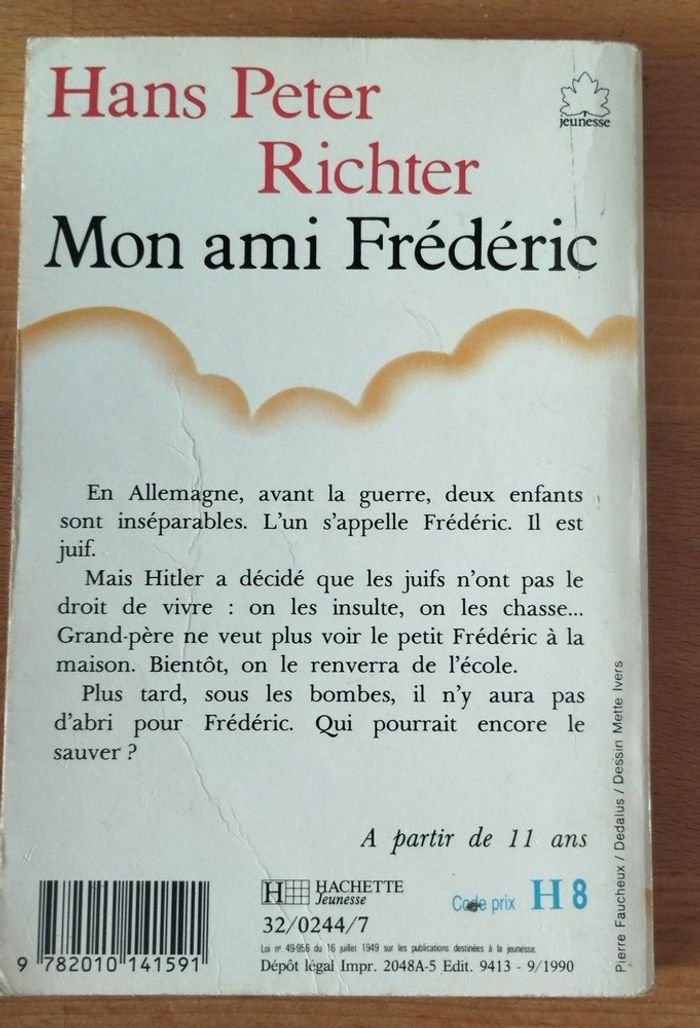 Hans Peter
Richter
jeunesse
Mon ami Frédéric
En Allemagne, avant la guerre, deux enfants
sont inséparables. L'un s'appelle Frédéric. Il est
juif.
Mais Hitler a décidé que les juifs n'ont pas le
droit de vivre : on les insulte, on les chasse...
Grand-père ne veut plus voir le petit Frédéric à la
maison. Bientôt, on le renverra de l'école.
Plus tard, sous les bombes, il n'y aura pas
d'abri pour Frédéric. Qui pourrait encore le
sauver ?
A partir de 11 ans
H HACHETTE
Jeunesse
Code prix H 8
32/0244/7
Loi n° 49-956 du 16 juillet 1949 sur les publications destinées à la jeunesse.
Dépôt légal Impr. 2048A-5 Edit. 9413 - 9/1990
9 782010 141591
Pierre Faucheux / Dedalus / Dessin Mette Ivers